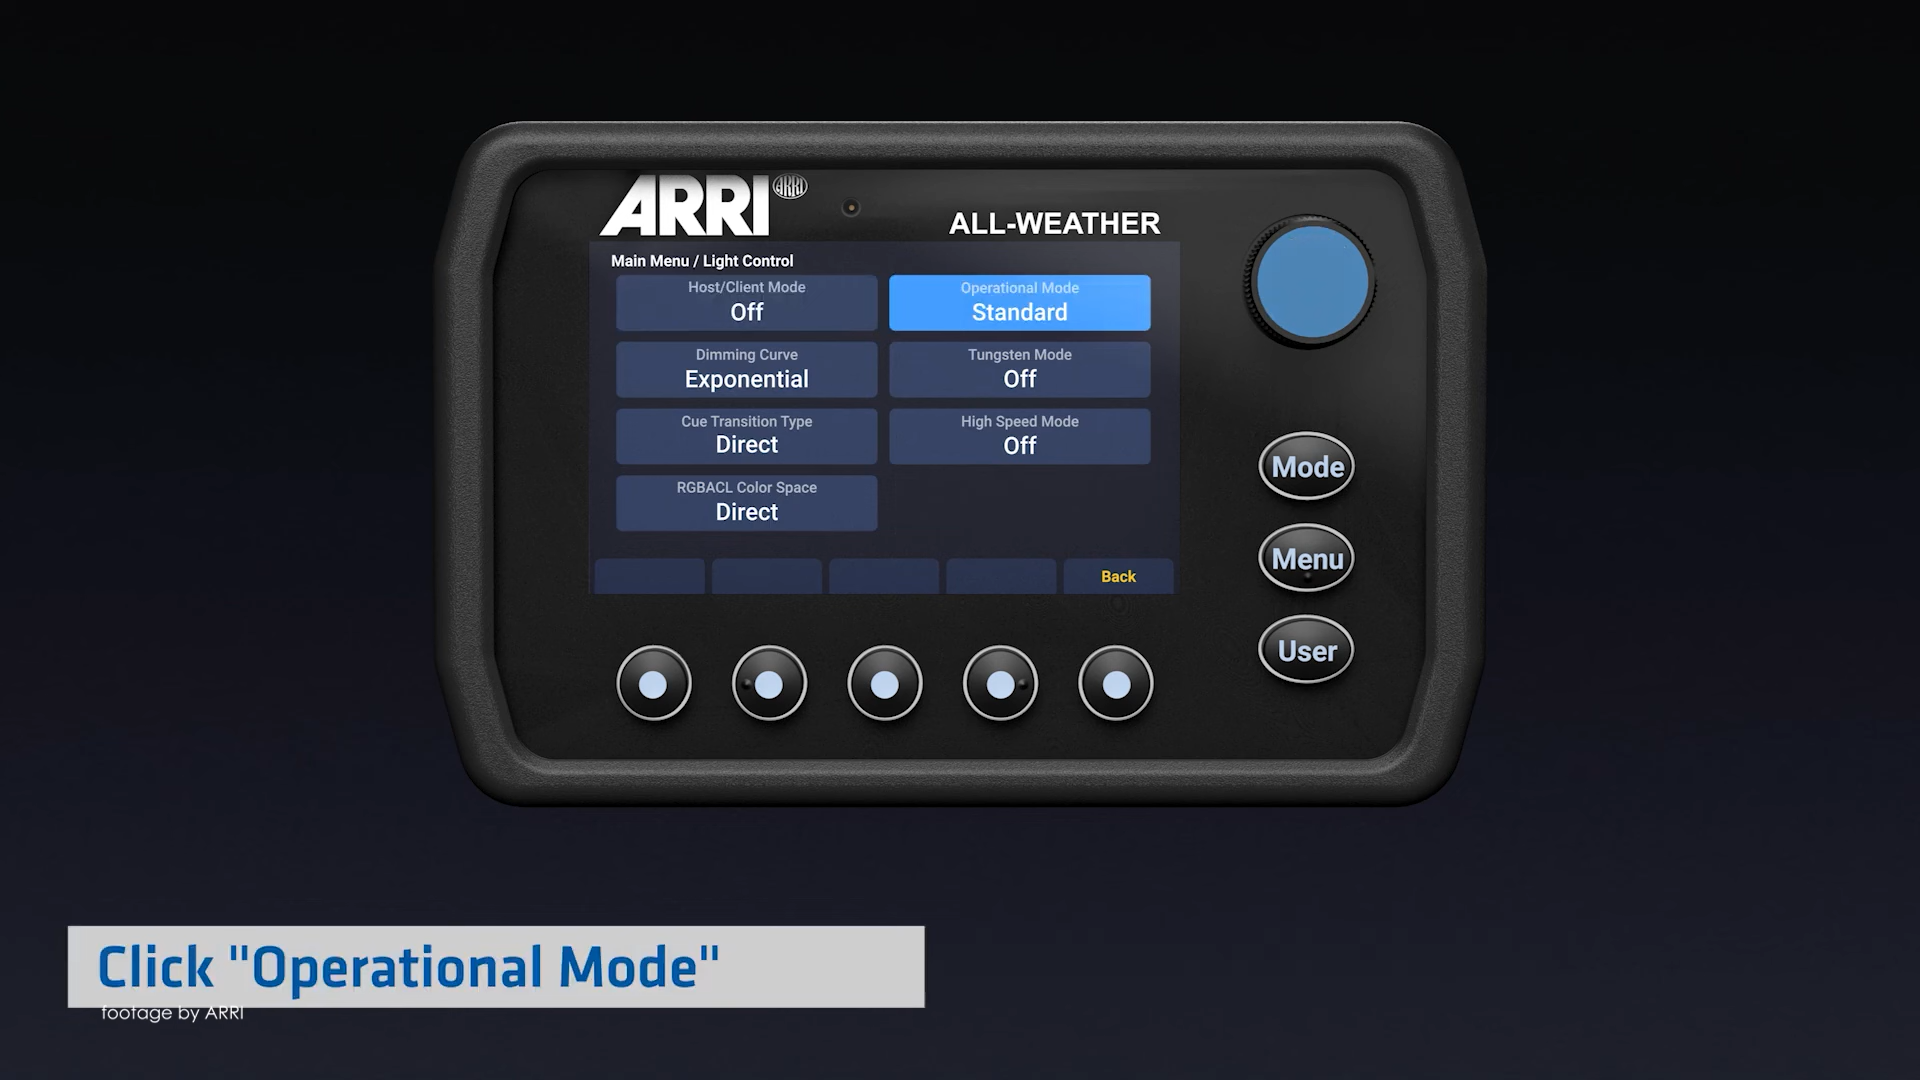 ARRI ARRI
ALL-WEATHER
Main Menu / Light Control
Host/Client Mode
Off
Operational Mode
Standard
Dimming Curve
Exponential
Tungsten Mode
Off
Cue Transition Type
Direct
High Speed Mode
Off
RGBACL Color Space
Direct
Back
Mode
Menu
User
Click "Operational Mode"
footage by ARRI